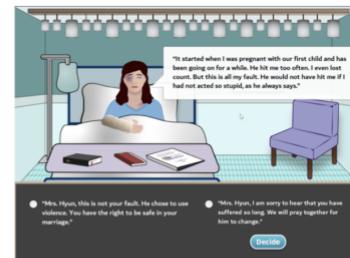 "It started when I was pregnant with our first child and has
been going on for a while. He hit me too often, I even lost
count. But this is all my fault. He would not have hit me if I
had not acted so stupid, as he always says."
"Mrs. Hyun, this is not your fault. He chose to use
violence. You have the right to be safe in your
marriage."
"Mrs. Hyun, I am sorry to hear that you have
suffered so long. We will pray together for
him to change."
Decide